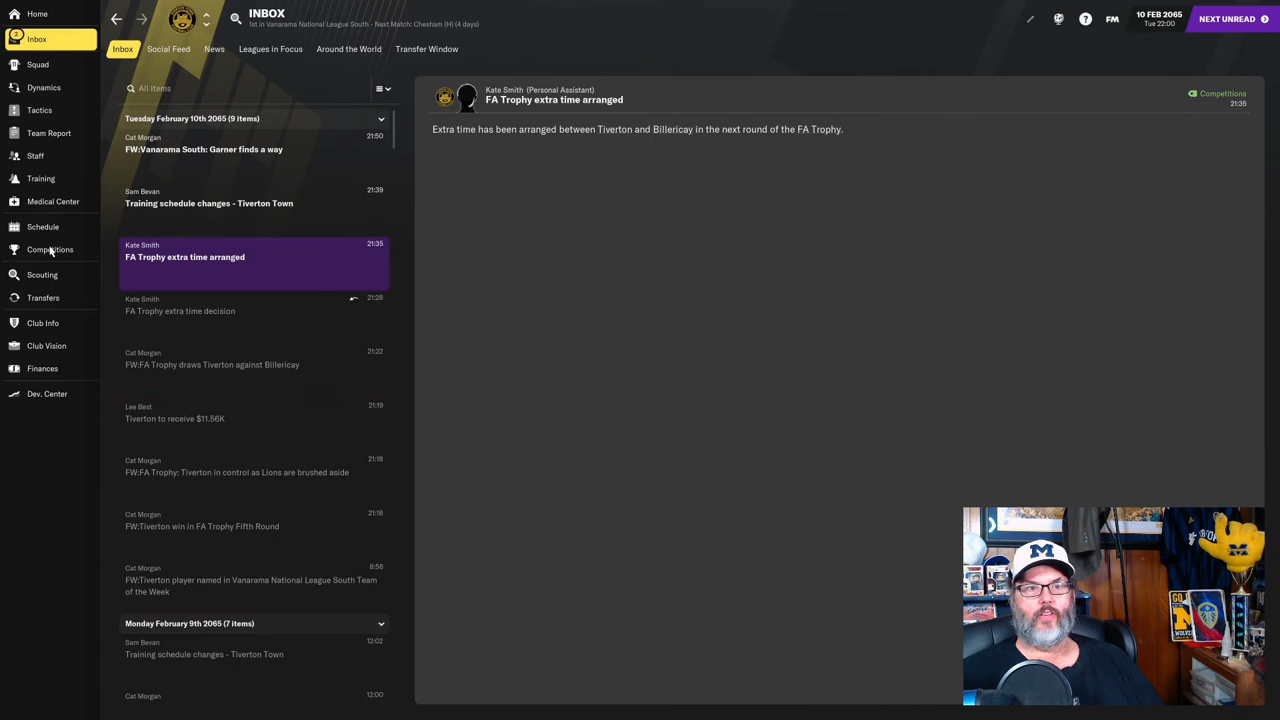 Home
2
Inbox
Squad
Dynamics
Tactics
Team Report
Staff
Training
Medical Center
Schedule
Competitions
Scouting
Transfers
Club Info
Club Vision
Finances
Dev. Center
INBOX
1st in Vanarama National League South - Next Match: Chesham (H) (4 days)
FM
10 FEB 2065
Tue 22:00
NEXT UNREAD
Inbox
Social Feed
News
Leagues in Focus
Around the World
Transfer Window
All Items
Tuesday February 10th 2065 (9 items)
Cat Morgan
21:50
FW:Vanarama South: Garner finds a way
Sam Bevan
21:39
Training schedule changes - Tiverton Town
Kate Smith
21:35
FA Trophy extra time arranged
Kate Smith
21:28
FA Trophy extra time decision
Cat Morgan
21:22
FW:FA Trophy draws Tiverton against Billericay
Lee Best
21:19
Tiverton to receive $11.56K
Cat Morgan
21:18
FW:FA Trophy: Tiverton in control as Lions are brushed aside
Cat Morgan
21:18
FW:Tiverton win in FA Trophy Fifth Round
Cat Morgan
8:56
FW:Tiverton player named in Vanarama National League South Team
of the Week
Monday February 9th 2065 (7 items)
Sam Bevan
12:02
Training schedule changes - Tiverton Town
Cat Morgan
12:00
Kate Smith (Personal Assistant)
FA Trophy extra time arranged
Competitions
21:35
Extra time has been arranged between Tiverton and Billericay in the next round of the FA Trophy.
M